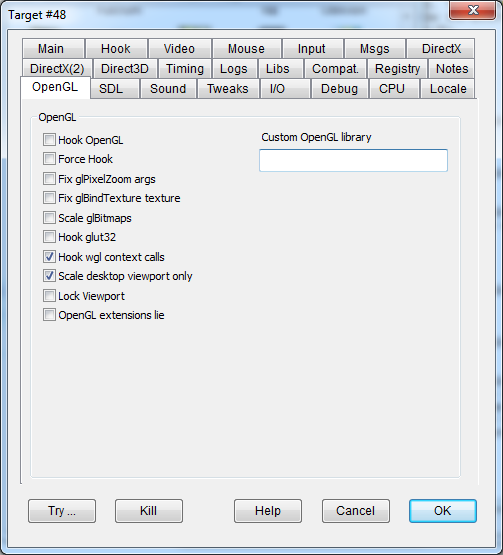 Target #48
Main Hook Video Mouse Input Msgs DirectX
DirectX(2) Direct3D Timing Logs Libs Compat. Registry Notes
OpenGL SDL Sound Tweaks I/O Debug CPU Locale
OpenGL
Hook OpenGL
Force Hook
Fix glPixelZoom args
Fix glBindTexture texture
Scale glBitmaps
Hook glut32
Hook wgl context calls
Scale desktop viewport only
Lock Viewport
OpenGL extensions lie
Custom OpenGL library
Try ... Kill Help Cancel OK